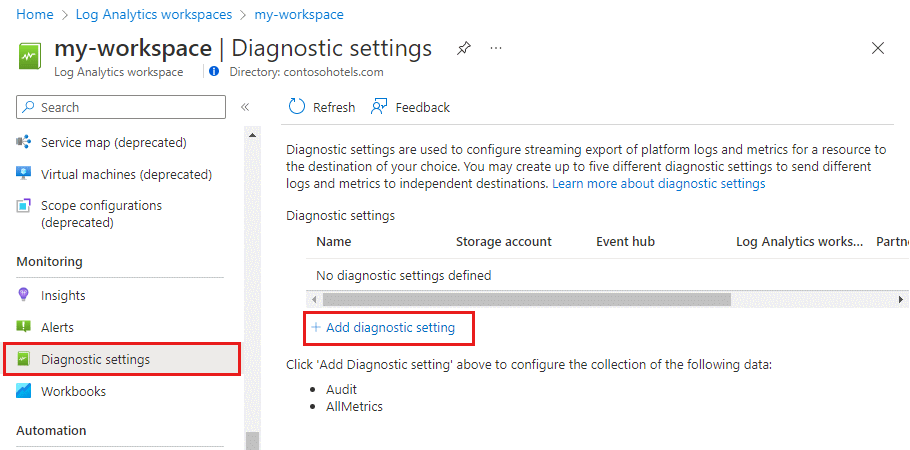 Home > Log Analytics workspaces > my-workspace
my-workspace | Diagnostic settings
Log Analytics workspace
Directory: contosohotels.com
Search
Service map (deprecated)
Virtual machines (deprecated)
Scope configurations
(deprecated)
Monitoring
Insights
Alerts
Diagnostic settings
Workbooks
Automation
Refresh
Feedback
Diagnostic settings are used to configure streaming export of platform logs and metrics for a resource to
the destination of your choice. You may create up to five different diagnostic settings to send different
logs and metrics to independent destinations. Learn more about diagnostic settings
Diagnostic settings
Name Storage account Event hub Log Analytics works... Partn
No diagnostic settings defined
+ Add diagnostic setting
Click 'Add Diagnostic setting' above to configure the collection of the following data:
• Audit
• AllMetrics